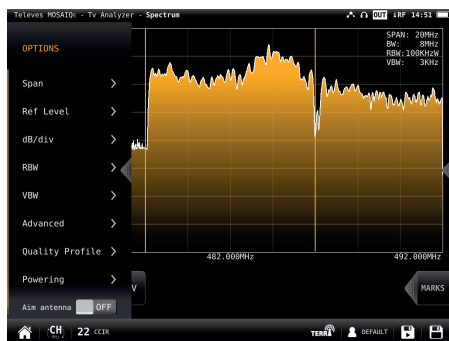 Televes MOSAIQ6 - Tv Analyzer - Spectrum OUT ↓RF 14:51
SPAN: 20MHz
BW: 8MHz
RBW:100KHzW
VBW: 3KHz
OPTIONS
Span >
Ref Level >
dB/div >
RBW >
VBW >
Advanced >
Quality Profile >
Powering >
Aim antenna OFF
482.000MHz 492.000MHz
V MARKS
CH 22 CCIR TERR DEFAULT